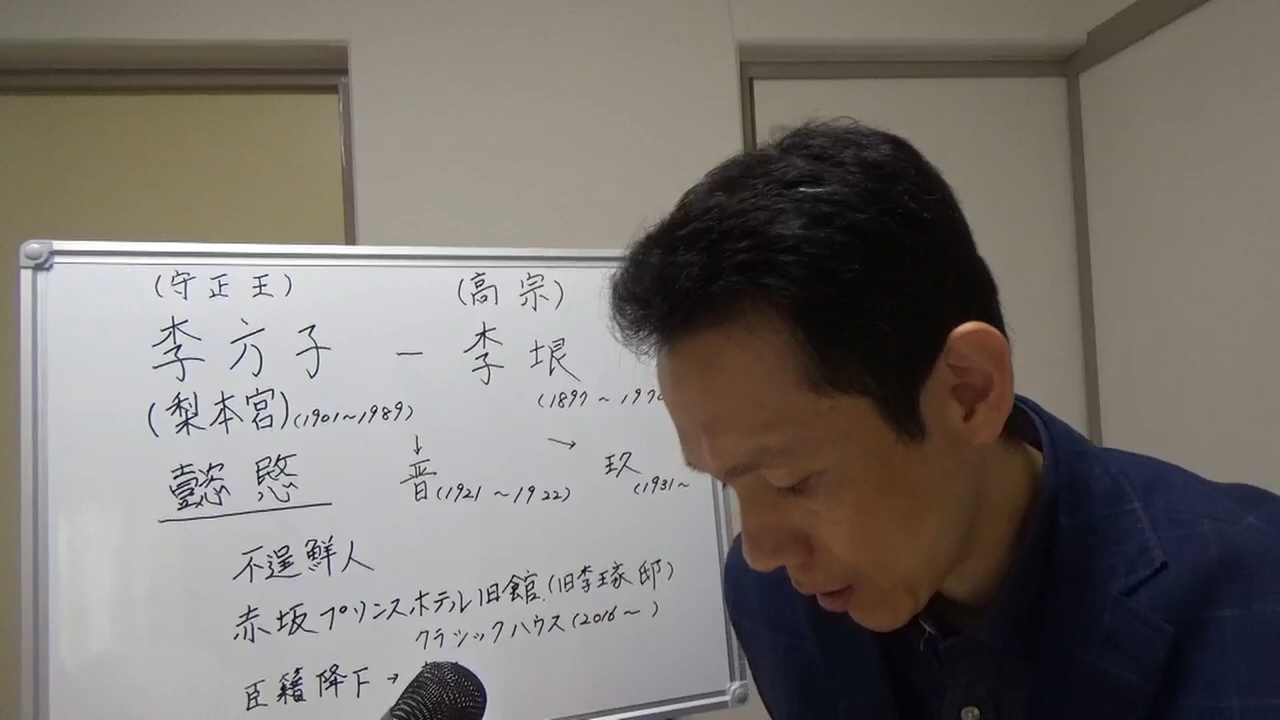 (守正王) (高宗)
李方子 ー 李垠
(梨本宮)(1901~1989) (1897~1970
懿愍 ↓ 晋(1921~1922) → 玖(1931~
不逞鮮人
赤坂プリンスホテル旧館(旧李王家邸)
クラシックハウス(2016~)
臣籍降下→